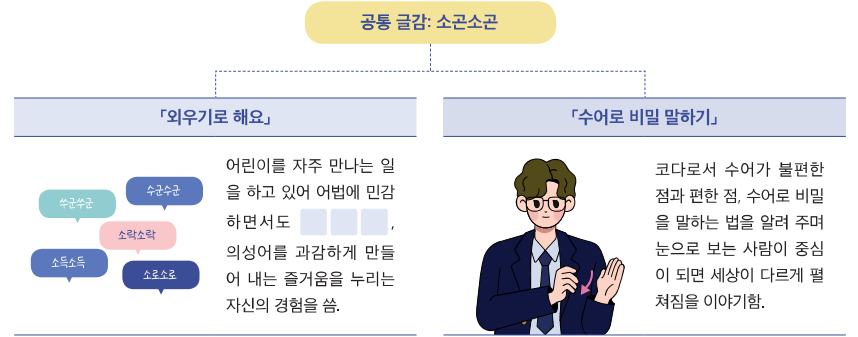 공통 글감: 소곤소곤
「외우기로 해요」
쑤군쑤군
수군수군
소락소락
소득소득
소로소로
어린이를 자주 만나는 일
을 하고 있어 어법에 민감
하면서도 ,
의성어를 과감하게 만들
어 내는 즐거움을 누리는
자신의 경험을 씀.
「수어로 비밀 말하기」
코다로서 수어가 불편한
점과 편한 점, 수어로 비밀
을 말하는 법을 알려 주며
눈으로 보는 사람이 중심
이 되면 세상이 다르게 펼
쳐짐을 이야기함.